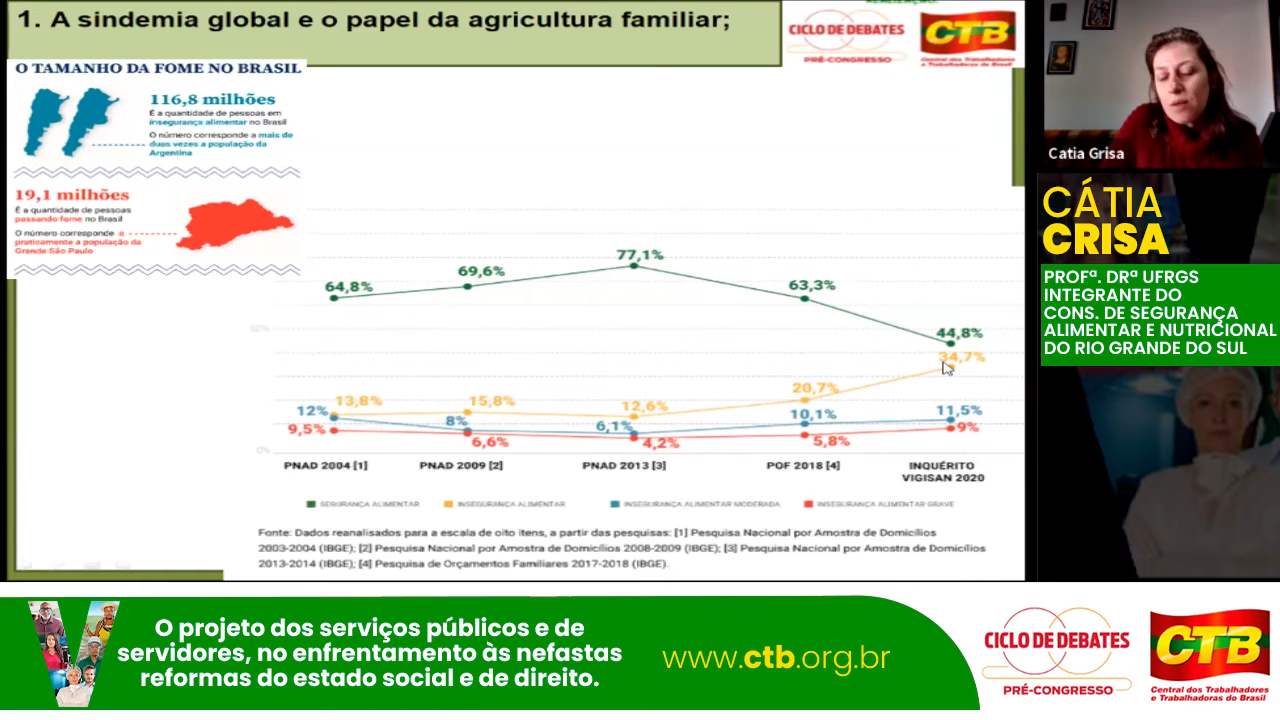 1. A sindemia global e o papel da agricultura familiar;
REALIZAÇÃO:
CICLO DE DEBATES
PRÉ-CONGRESSO
CTB
Central dos Trabalhadores
e Trabalhadoras do Brasil
O TAMANHO DA FOME NO BRASIL
116,8 milhões
É a quantidade de pessoas em
insegurança alimentar no Brasil
O número corresponde a mais de
duas vezes a população da
Argentina
19,1 milhões
É a quantidade de pessoas
passando fome no Brasil
O número corresponde a
praticamente a população da
Grande São Paulo
64,8%
69,6%
77,1%
63,3%
44,8%
34,7%
13,8%
15,8%
12,6%
20,7%
12%
8%
6,1%
10,1%
11,5%
9,5%
6,6%
4,2%
5,8%
9%
50%
0%
PNAD 2004 [1]
PNAD 2009 [2]
PNAD 2013 [3]
POF 2018 [4]
INQUÉRITO
VIGISAN 2020
SEGURANÇA ALIMENTAR
INSEGURANÇA ALIMENTAR
INSEGURANÇA ALIMENTAR MODERADA
INSEGURANÇA ALIMENTAR GRAVE
Fonte: Dados reanalisados para a escala de oito itens, a partir das pesquisas: [1] Pesquisa Nacional por Amostra de Domicílios
2003-2004 (IBGE); [2] Pesquisa Nacional por Amostra de Domicílios 2008-2009 (IBGE); [3] Pesquisa Nacional por Amostra de Domicílios
2013-2014 (IBGE); [4] Pesquisa de Orçamentos Familiares 2017-2018 (IBGE).
Catia Grisa
CÁTIA
CRISA
PROFª. DRª UFRGS
INTEGRANTE DO
CONS. DE SEGURANÇA
ALIMENTAR E NUTRICIONAL
DO RIO GRANDE DO SUL
O projeto dos serviços públicos e de
servidores, no enfrentamento às nefastas
reformas do estado social e de direito.
www.ctb.org.br
CICLO DE DEBATES
PRÉ-CONGRESSO
CTB
Central dos Trabalhadores
e Trabalhadoras do Brasil